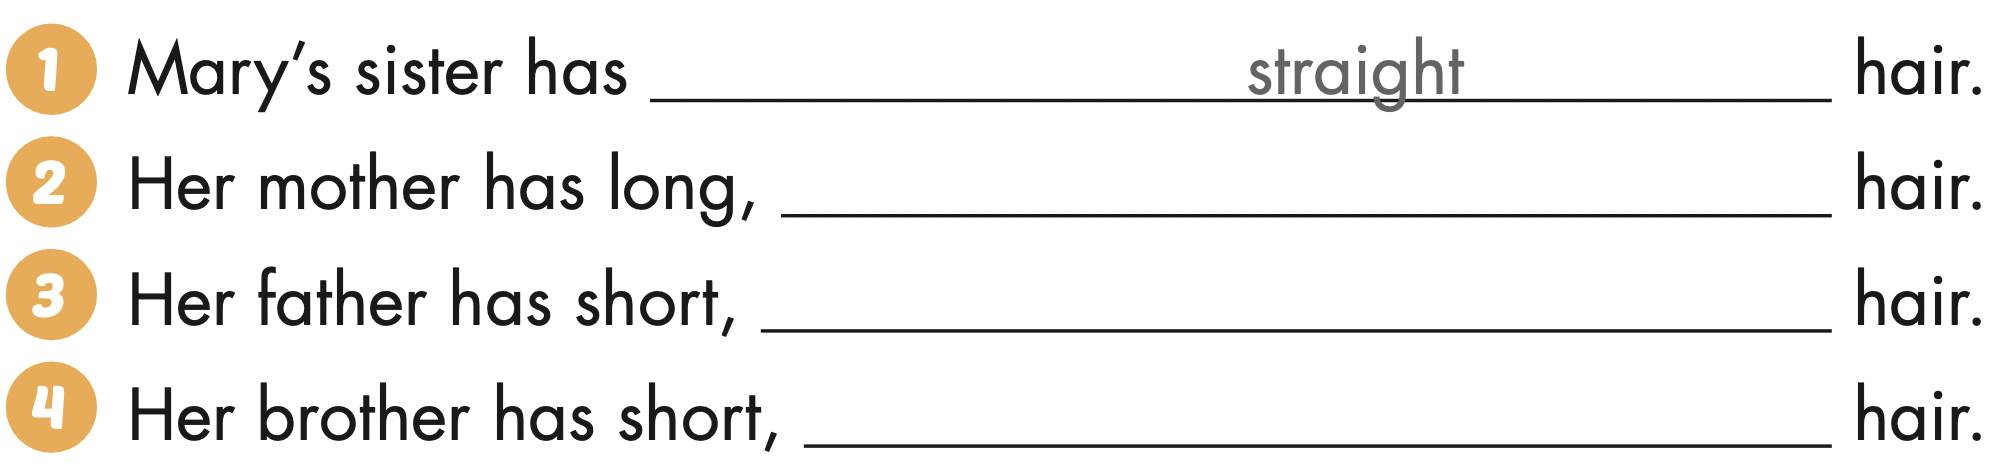 1 Mary’s sister has straight hair.
2 Her mother has long, hair.
3 Her father has short, hair.
4 Her brother has short, hair.